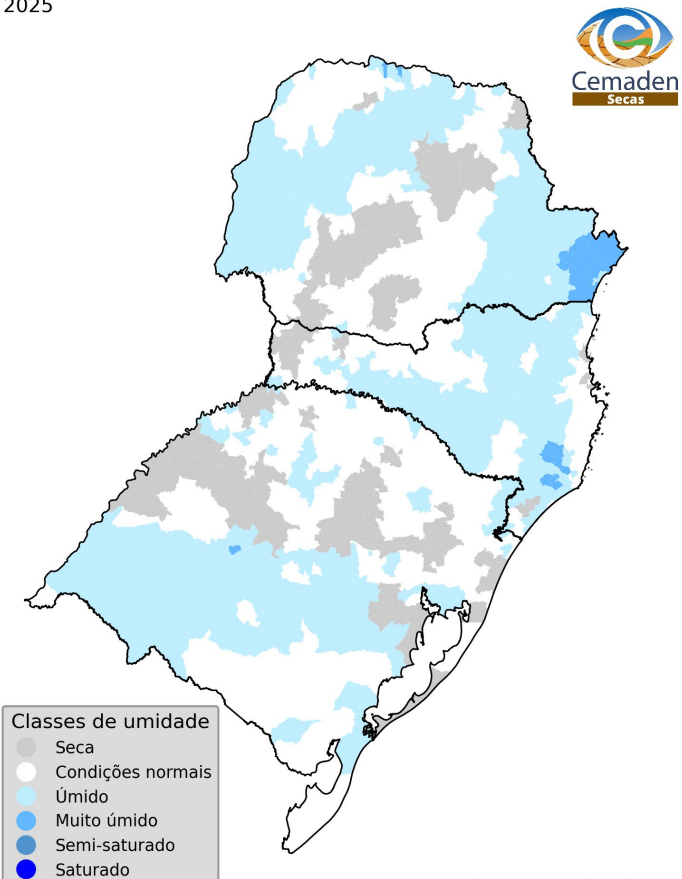 2025
Cemaden
Secas
Classes de umidade
Seca
Condições normais
Úmido
Muito úmido
Semi-saturado
Saturado